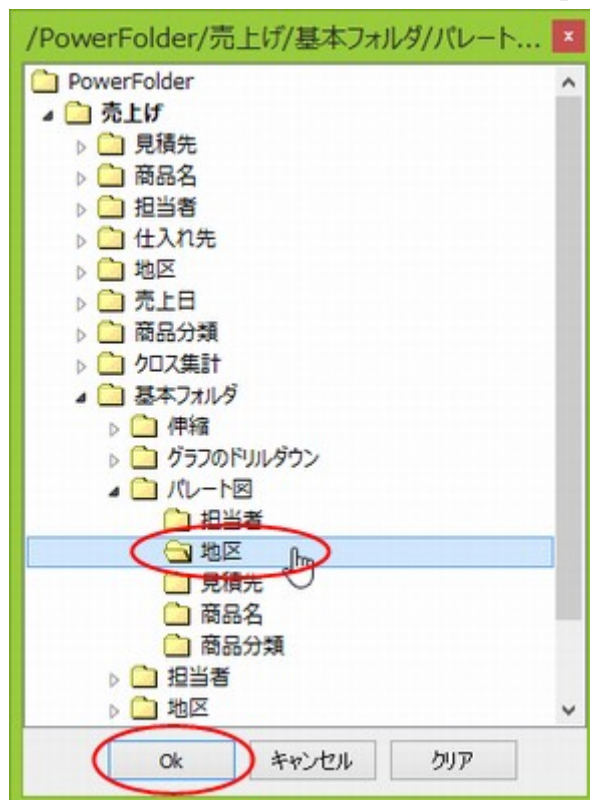 /PowerFolder/売上げ/基本フォルダ/パレート...
PowerFolder
売上げ
見積先
商品名
担当者
仕入れ先
地区
売上日
商品分類
クロス集計
基本フォルダ
伸縮
グラフのドリルダウン
パレート図
担当者
地区
見積先
商品名
商品分類
担当者
地区
Ok キャンセル クリア